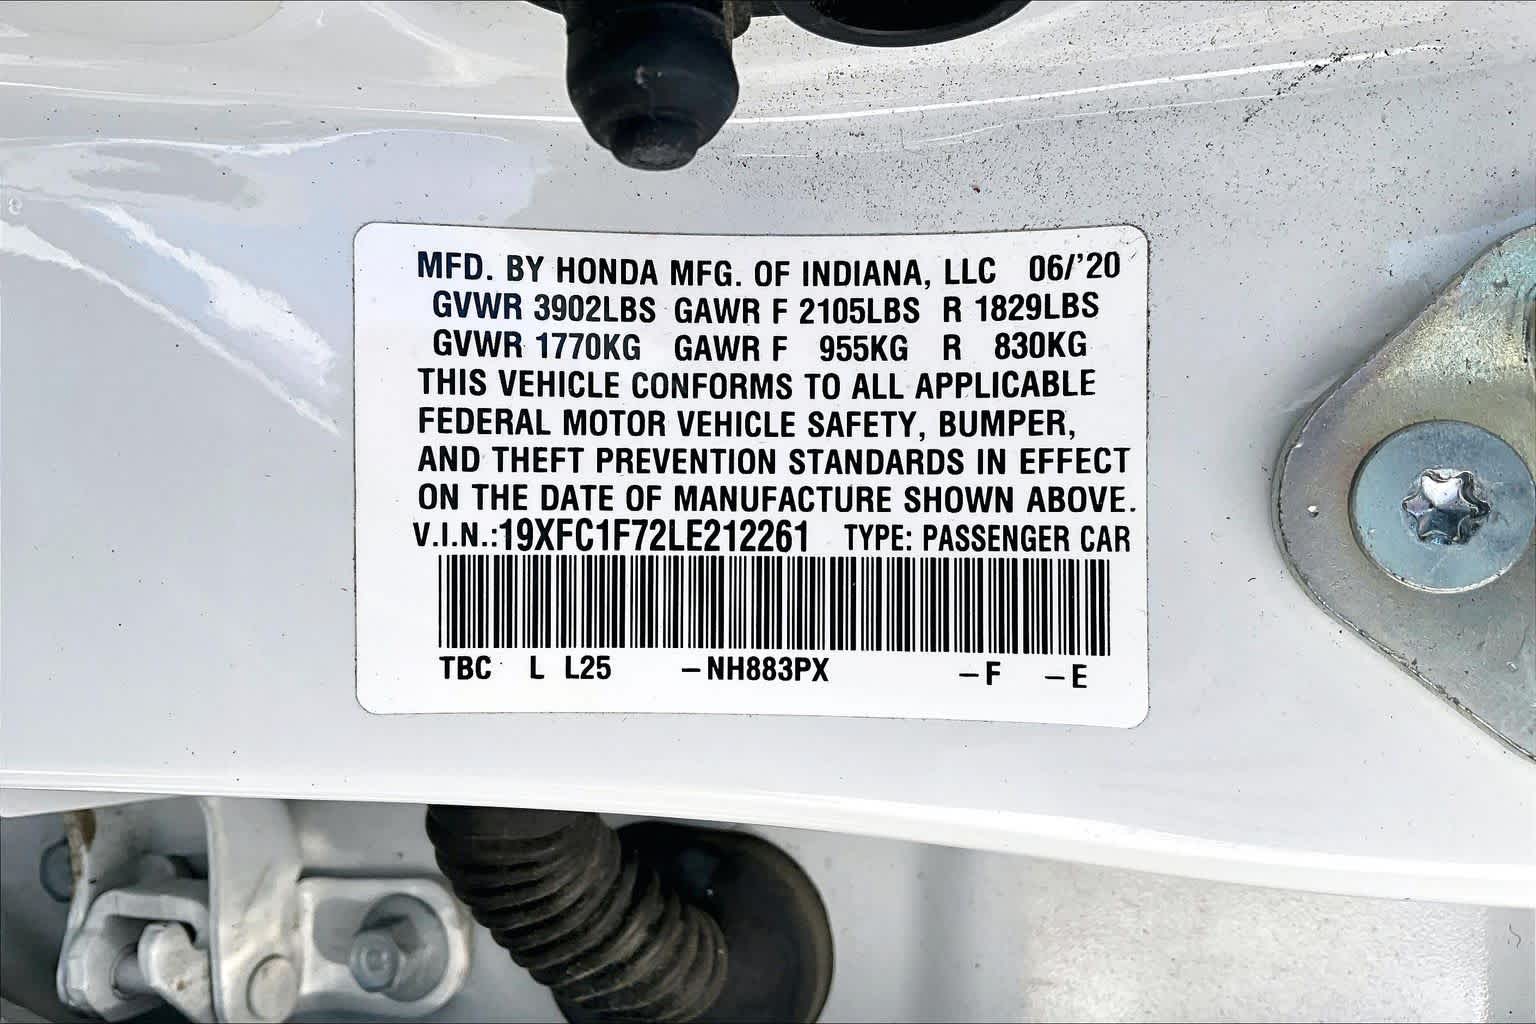 MFD. BY HONDA MFG. OF INDIANA, LLC 06/'20
GVWR 3902LBS GAWR F 2105LBS R 1829LBS
GVWR 1770KG GAWR F 955KG R 830KG
THIS VEHICLE CONFORMS TO ALL APPLICABLE
FEDERAL MOTOR VEHICLE SAFETY, BUMPER,
AND THEFT PREVENTION STANDARDS IN EFFECT
ON THE DATE OF MANUFACTURE SHOWN ABOVE.
V.I.N.:19XFC1F72LE212261 TYPE: PASSENGER CAR
TBC L L25 –NH883PX –F –E